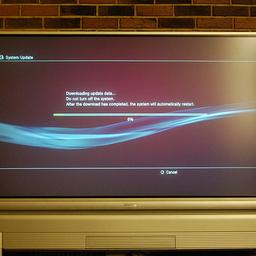 System Update
Downloading update data...
Do not turn off the system.
After the download has completed, the system will automatically restart.
0%
Cancel